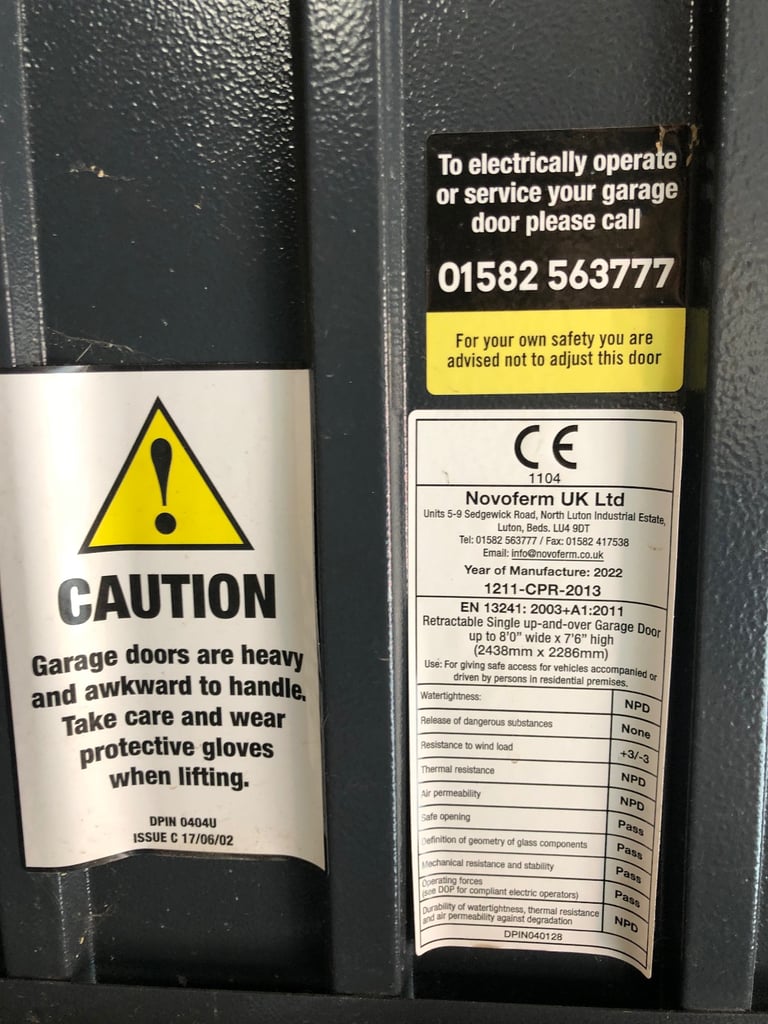 To electrically operate
or service your garage
door please call
01582 563777
For your own safety you are
advised not to adjust this door
!
CAUTION
Garage doors are heavy
and awkward to handle.
Take care and wear
protective gloves
when lifting.
DPIN 0404U
ISSUE C 17/06/02
CE
1104
Novoferm UK Ltd
Units 5-9 Sedgewick Road, North Luton Industrial Estate,
Luton, Beds. LU4 9DT
Tel: 01582 563777 / Fax: 01582 417538
Email: info@novoferm.co.uk
Year of Manufacture: 2022
1211-CPR-2013
EN 13241: 2003+A1:2011
Retractable Single up-and-over Garage Door
up to 8'0" wide x 7'6" high
(2438mm x 2286mm)
Use: For giving safe access for vehicles accompanied or
driven by persons in residential premises.
Watertightness: NPD
Release of dangerous substances None
Resistance to wind load +3/-3
Thermal resistance NPD
Air permeability NPD
Safe opening Pass
Definition of geometry of glass components Pass
Mechanical resistance and stability Pass
Operating forces
(see DOP for compliant electric operators) Pass
Durability of watertightness, thermal resistance
and air permeability against degradation NPD
DPIN040128